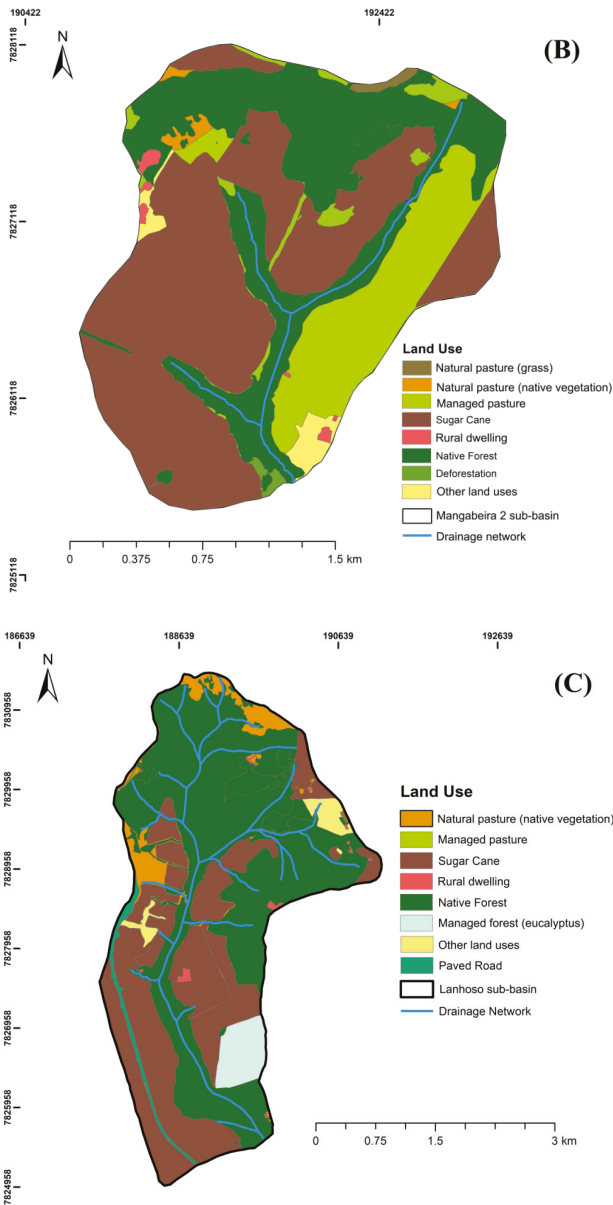 190422 192422
7828118
N
(B)
7827118
7826118
7825118
Land Use
Natural pasture (grass)
Natural pasture (native vegetation)
Managed pasture
Sugar Cane
Rural dwelling
Native Forest
Deforestation
Other land uses
Mangabeira 2 sub-basin
Drainage network
0 0.375 0.75 1.5 km
186639 188639 190639 192639
N
(C)
7830958
7829958
7828958
7827958
7826958
7825958
7824958
Land Use
Natural pasture (native vegetation)
Managed pasture
Sugar Cane
Rural dwelling
Native Forest
Managed forest (eucalyptus)
Other land uses
Paved Road
Lanhoso sub-basin
Drainage Network
0 0.75 1.5 3 km